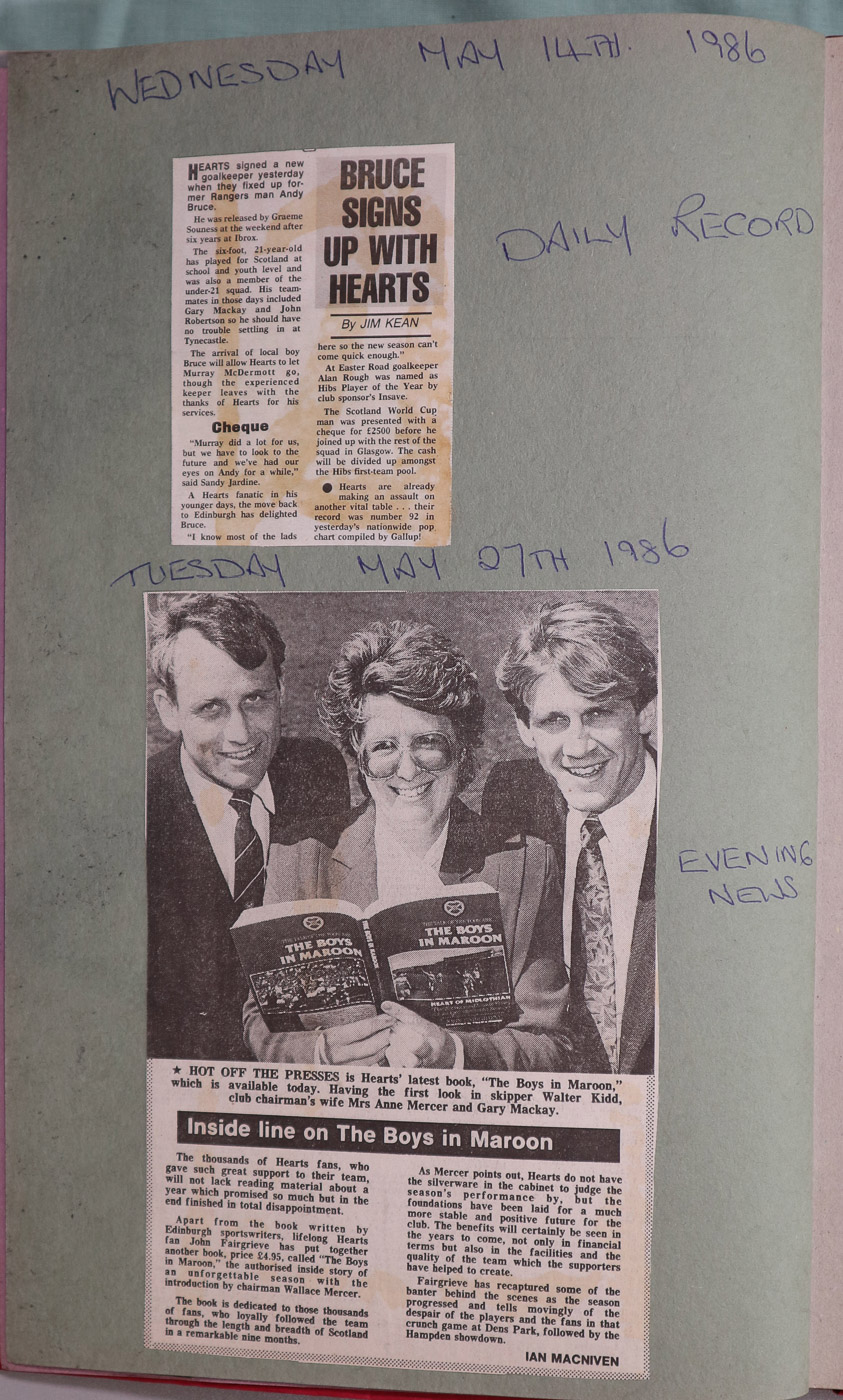 WEDNESDAY MAY 14TH. 1986
DAILY RECORD
HEARTS signed a new
goalkeeper yesterday
when they fixed up for-
mer Rangers man Andy
Bruce.
He was released by Graeme
Souness at the weekend after
six years at Ibrox.
The six-foot, 21-year-old
has played for Scotland at
school and youth level and
was also a member of the
under-21 squad. His team-
mates in those days included
Gary Mackay and John
Robertson so he should have
no trouble settling in at
Tynecastle.
The arrival of local boy
Bruce will allow Hearts to let
Murray McDermott go,
though the experienced
keeper leaves with the
thanks of Hearts for his
services.
Cheque
"Murray did a lot for us,
but we have to look to the
future and we've had our
eyes on Andy for a while,"
said Sandy Jardine.
A Hearts fanatic in his
younger days, the move back
to Edinburgh has delighted
Bruce.
"I know most of the lads
BRUCE
SIGNS
UP WITH
HEARTS
By JIM KEAN
here so the new season can't
come quick enough."
At Easter Road goalkeeper
Alan Rough was named as
Hibs Player of the Year by
club sponsor's Insave.
The Scotland World Cup
man was presented with a
cheque for £2500 before he
joined up with the rest of the
squad in Glasgow. The cash
will be divided up amongst
the Hibs first-team pool.
● Hearts are already
making an assault on
another vital table . . . their
record was number 92 in
yesterday's nationwide pop
chart compiled by Gallup!
TUESDAY MAY 27TH 1986
EVENING
NEWS
THE BOYS
IN MAROON
THE BOYS IN MAROON
THE BOYS
IN MAROON
HEART OF MIDLOTHIAN
★ HOT OFF THE PRESSES is Hearts' latest book, "The Boys in Maroon,"
which is available today. Having the first look in skipper Walter Kidd,
club chairman's wife Mrs Anne Mercer and Gary Mackay.
Inside line on The Boys in Maroon
The thousands of Hearts fans, who
gave such great support to their team,
will not lack reading material about a
year which promised so much but in the
end finished in total disappointment.
Apart from the book written by
Edinburgh sportswriters, lifelong Hearts
fan John Fairgrieve has put together
another book, price £4.95, called "The Boys
in Maroon," the authorised inside story of
an unforgettable season with the
introduction by chairman Wallace Mercer.
The book is dedicated to those thousands
of fans, who loyally followed the team
through the length and breadth of Scotland
in a remarkable nine months.
As Mercer points out, Hearts do not have
the silverware in the cabinet to judge the
season's performance by, but the
foundations have been laid for a much
more stable and positive future for the
club. The benefits will certainly be seen in
the years to come, not only in financial
terms but also in the facilities and the
quality of the team which the supporters
have helped to create.
Fairgrieve has recaptured some of the
banter behind the scenes as the season
progressed and tells movingly of the
despair of the players and the fans in that
crunch game at Dens Park, followed by the
Hampden showdown.
IAN MACNIVEN